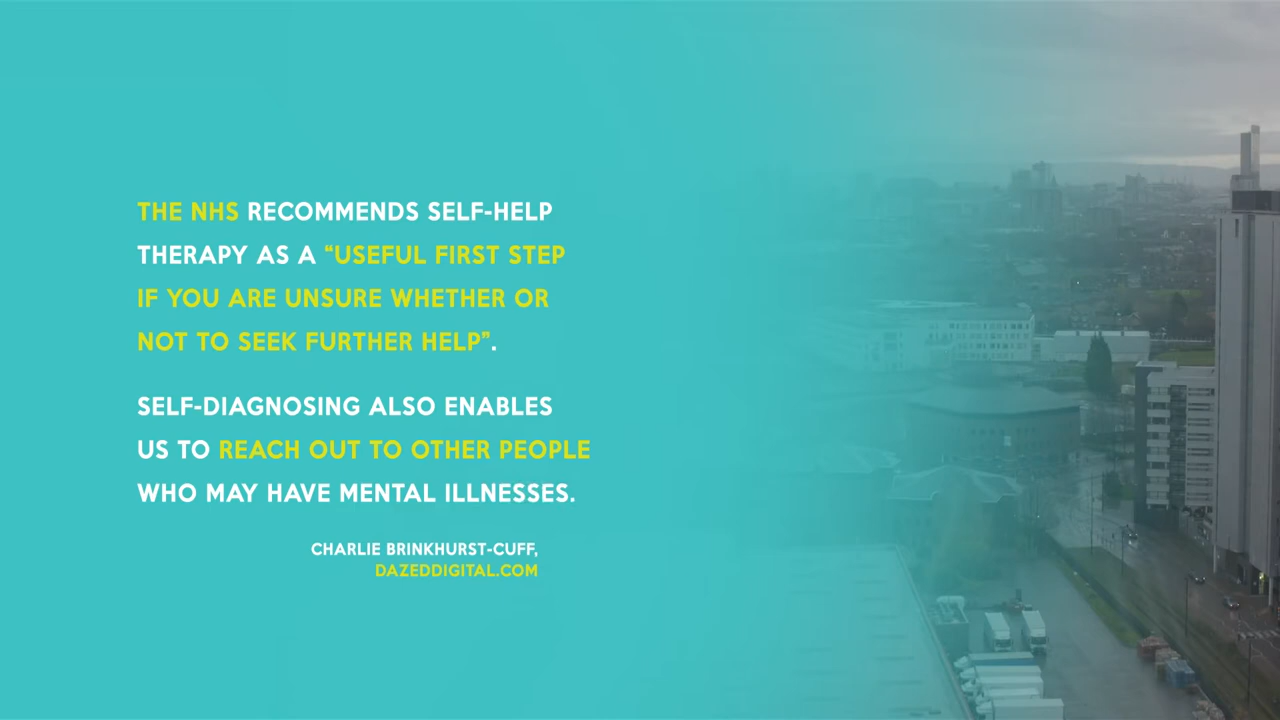 THE NHS RECOMMENDS SELF-HELP
THERAPY AS A “USEFUL FIRST STEP
IF YOU ARE UNSURE WHETHER OR
NOT TO SEEK FURTHER HELP”.
SELF-DIAGNOSING ALSO ENABLES
US TO REACH OUT TO OTHER PEOPLE
WHO MAY HAVE MENTAL ILLNESSES.
CHARLIE BRINKHURST-CUFF,
DAZEDDIGITAL.COM